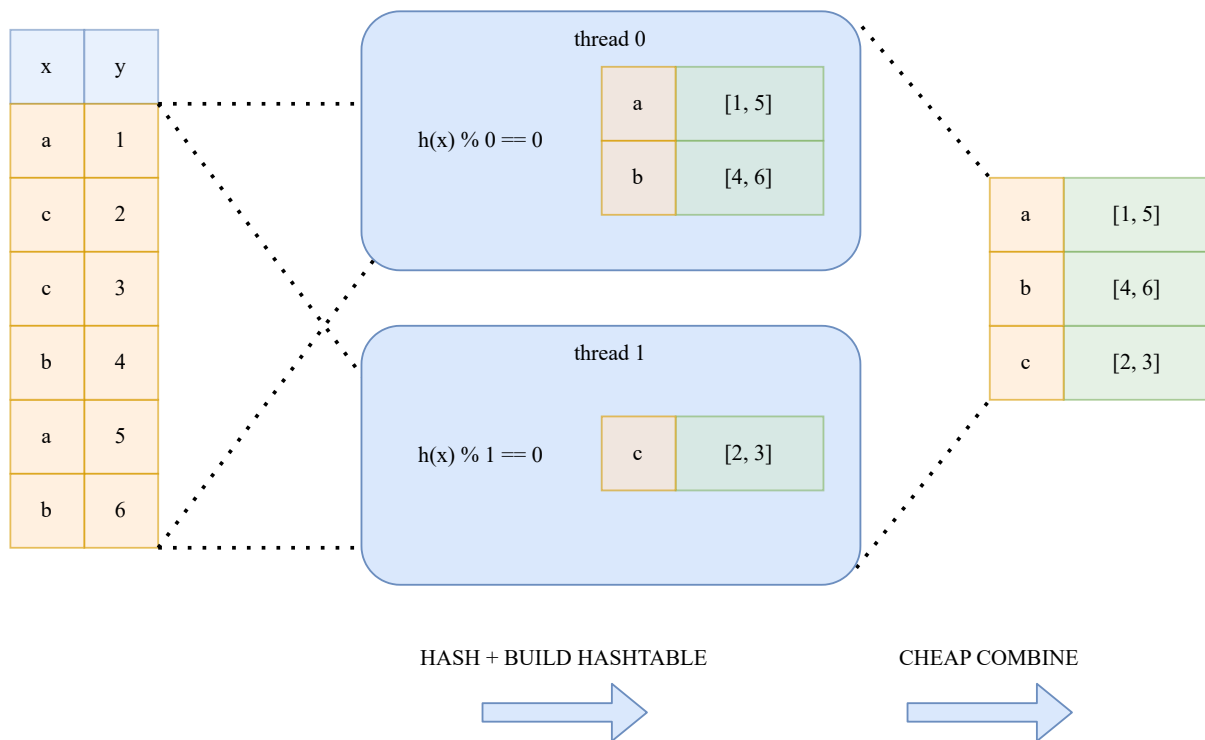 x y
a 1
c 2
c 3
b 4
a 5
b 6
thread 0
h(x) % 0 == 0
a [1, 5]
b [4, 6]
thread 1
h(x) % 1 == 0
c [2, 3]
a [1, 5]
b [4, 6]
c [2, 3]
HASH + BUILD HASHTABLE
CHEAP COMBINE